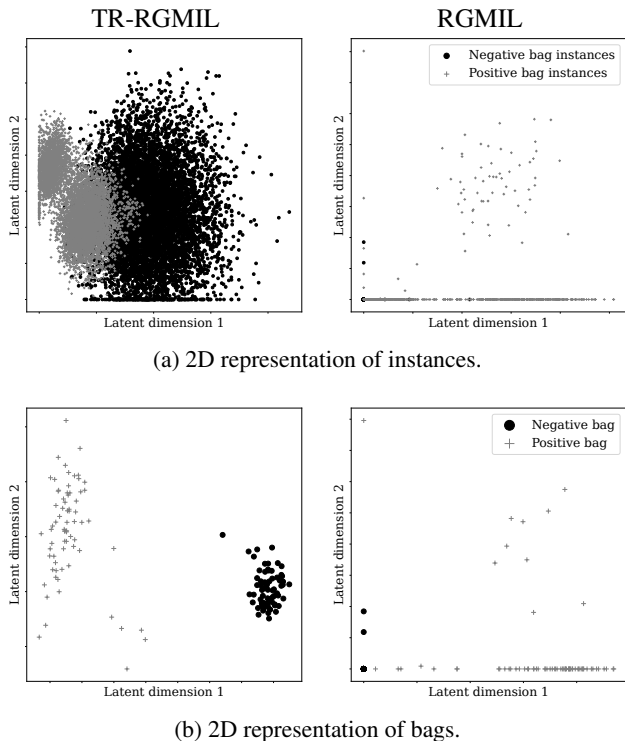 TR-RGMIL
RGMIL
Latent dimension 2
Latent dimension 1
Latent dimension 2
Negative bag instances
Positive bag instances
Latent dimension 1
(a) 2D representation of instances.
Latent dimension 2
Latent dimension 1
Latent dimension 2
Negative bag
Positive bag
Latent dimension 1
(b) 2D representation of bags.